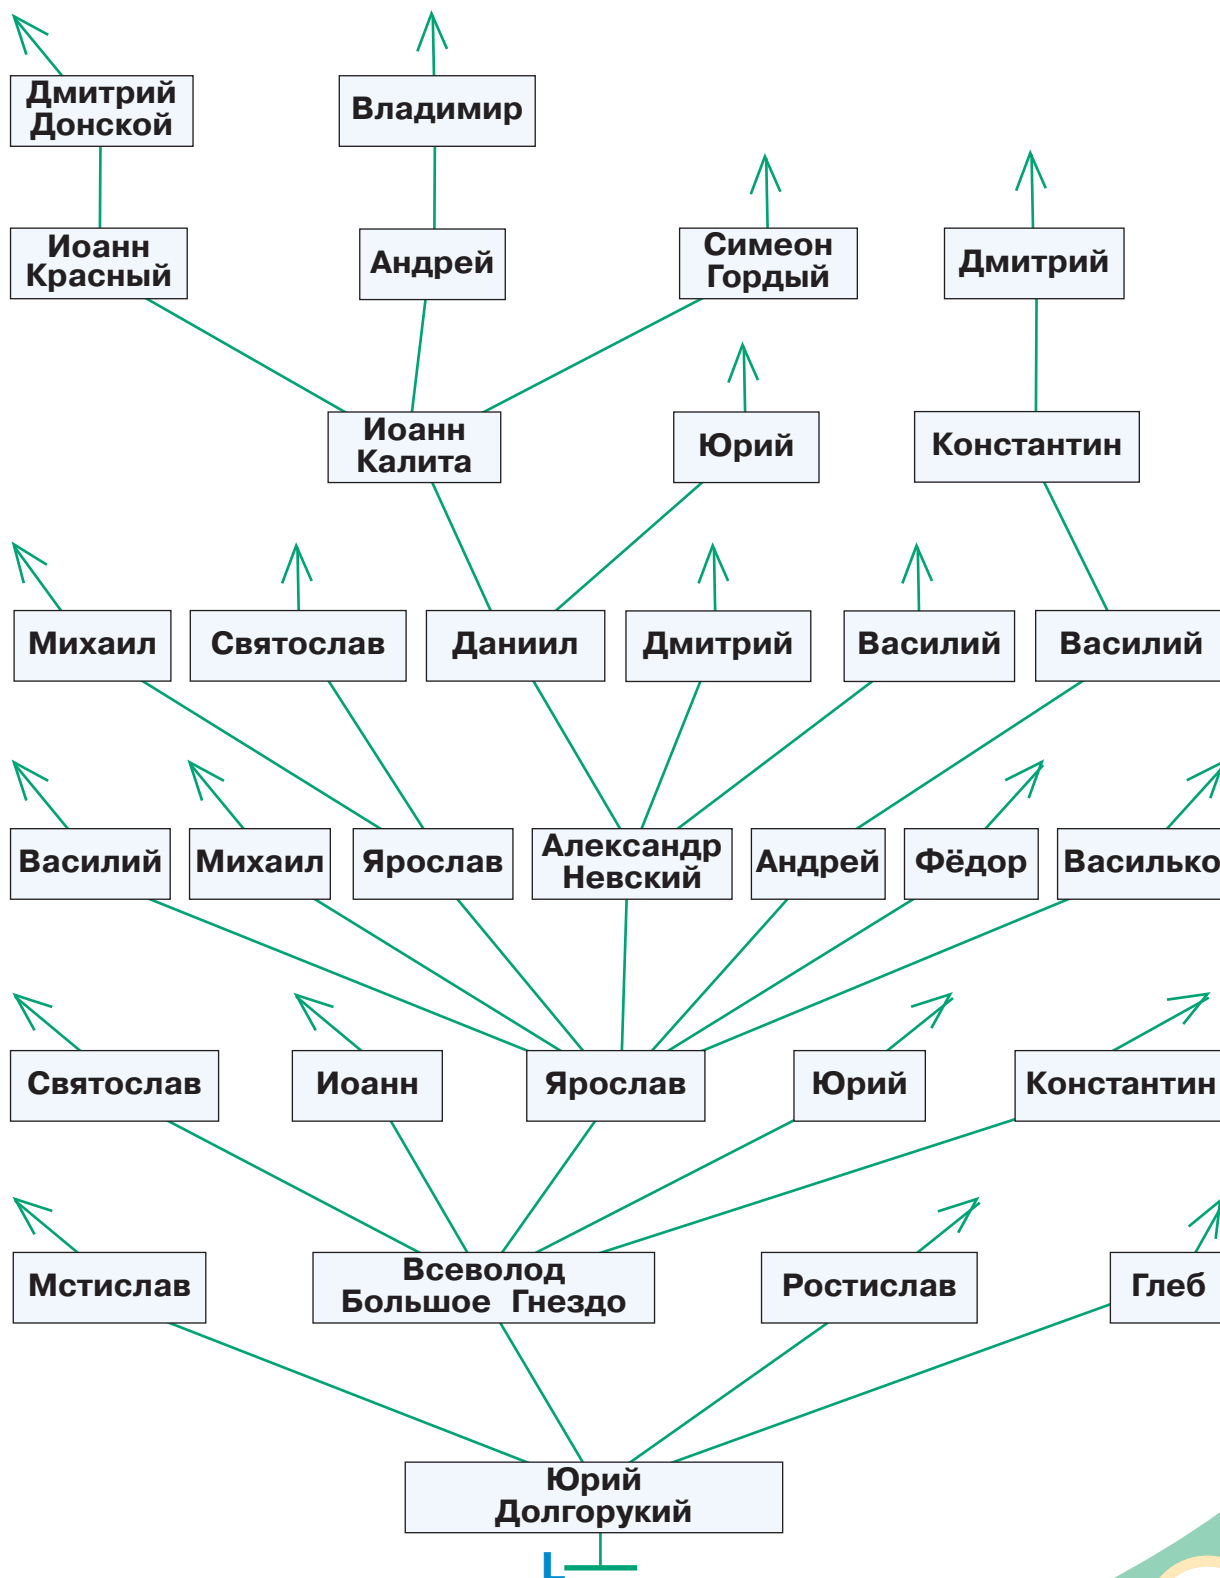 Дмитрий
Донской
Владимир
Иоанн
Красный
Андрей
Симеон
Гордый
Дмитрий
Иоанн
Калита
Юрий
Константин
Михаил
Святослав
Даниил
Дмитрий
Василий
Василий
Василий
Михаил
Ярослав
Александр
Невский
Андрей
Фёдор
Василько
Святослав
Иоанн
Ярослав
Юрий
Константин
Мстислав
Всеволод
Большое Гнездо
Ростислав
Глеб
Юрий
Долгорукий
L